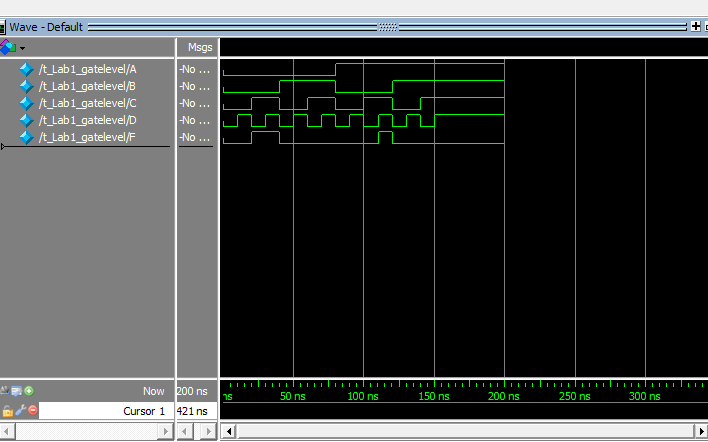 Wave - Default
Msgs
/t_Lab1_gatelevel/A -No ...
/t_Lab1_gatelevel/B -No ...
/t_Lab1_gatelevel/C -No ...
/t_Lab1_gatelevel/D -No ...
/t_Lab1_gatelevel/F -No ...
Now 200 ns ns 50 ns 100 ns 150 ns 200 ns 250 ns 300 ns
Cursor 1 421 ns